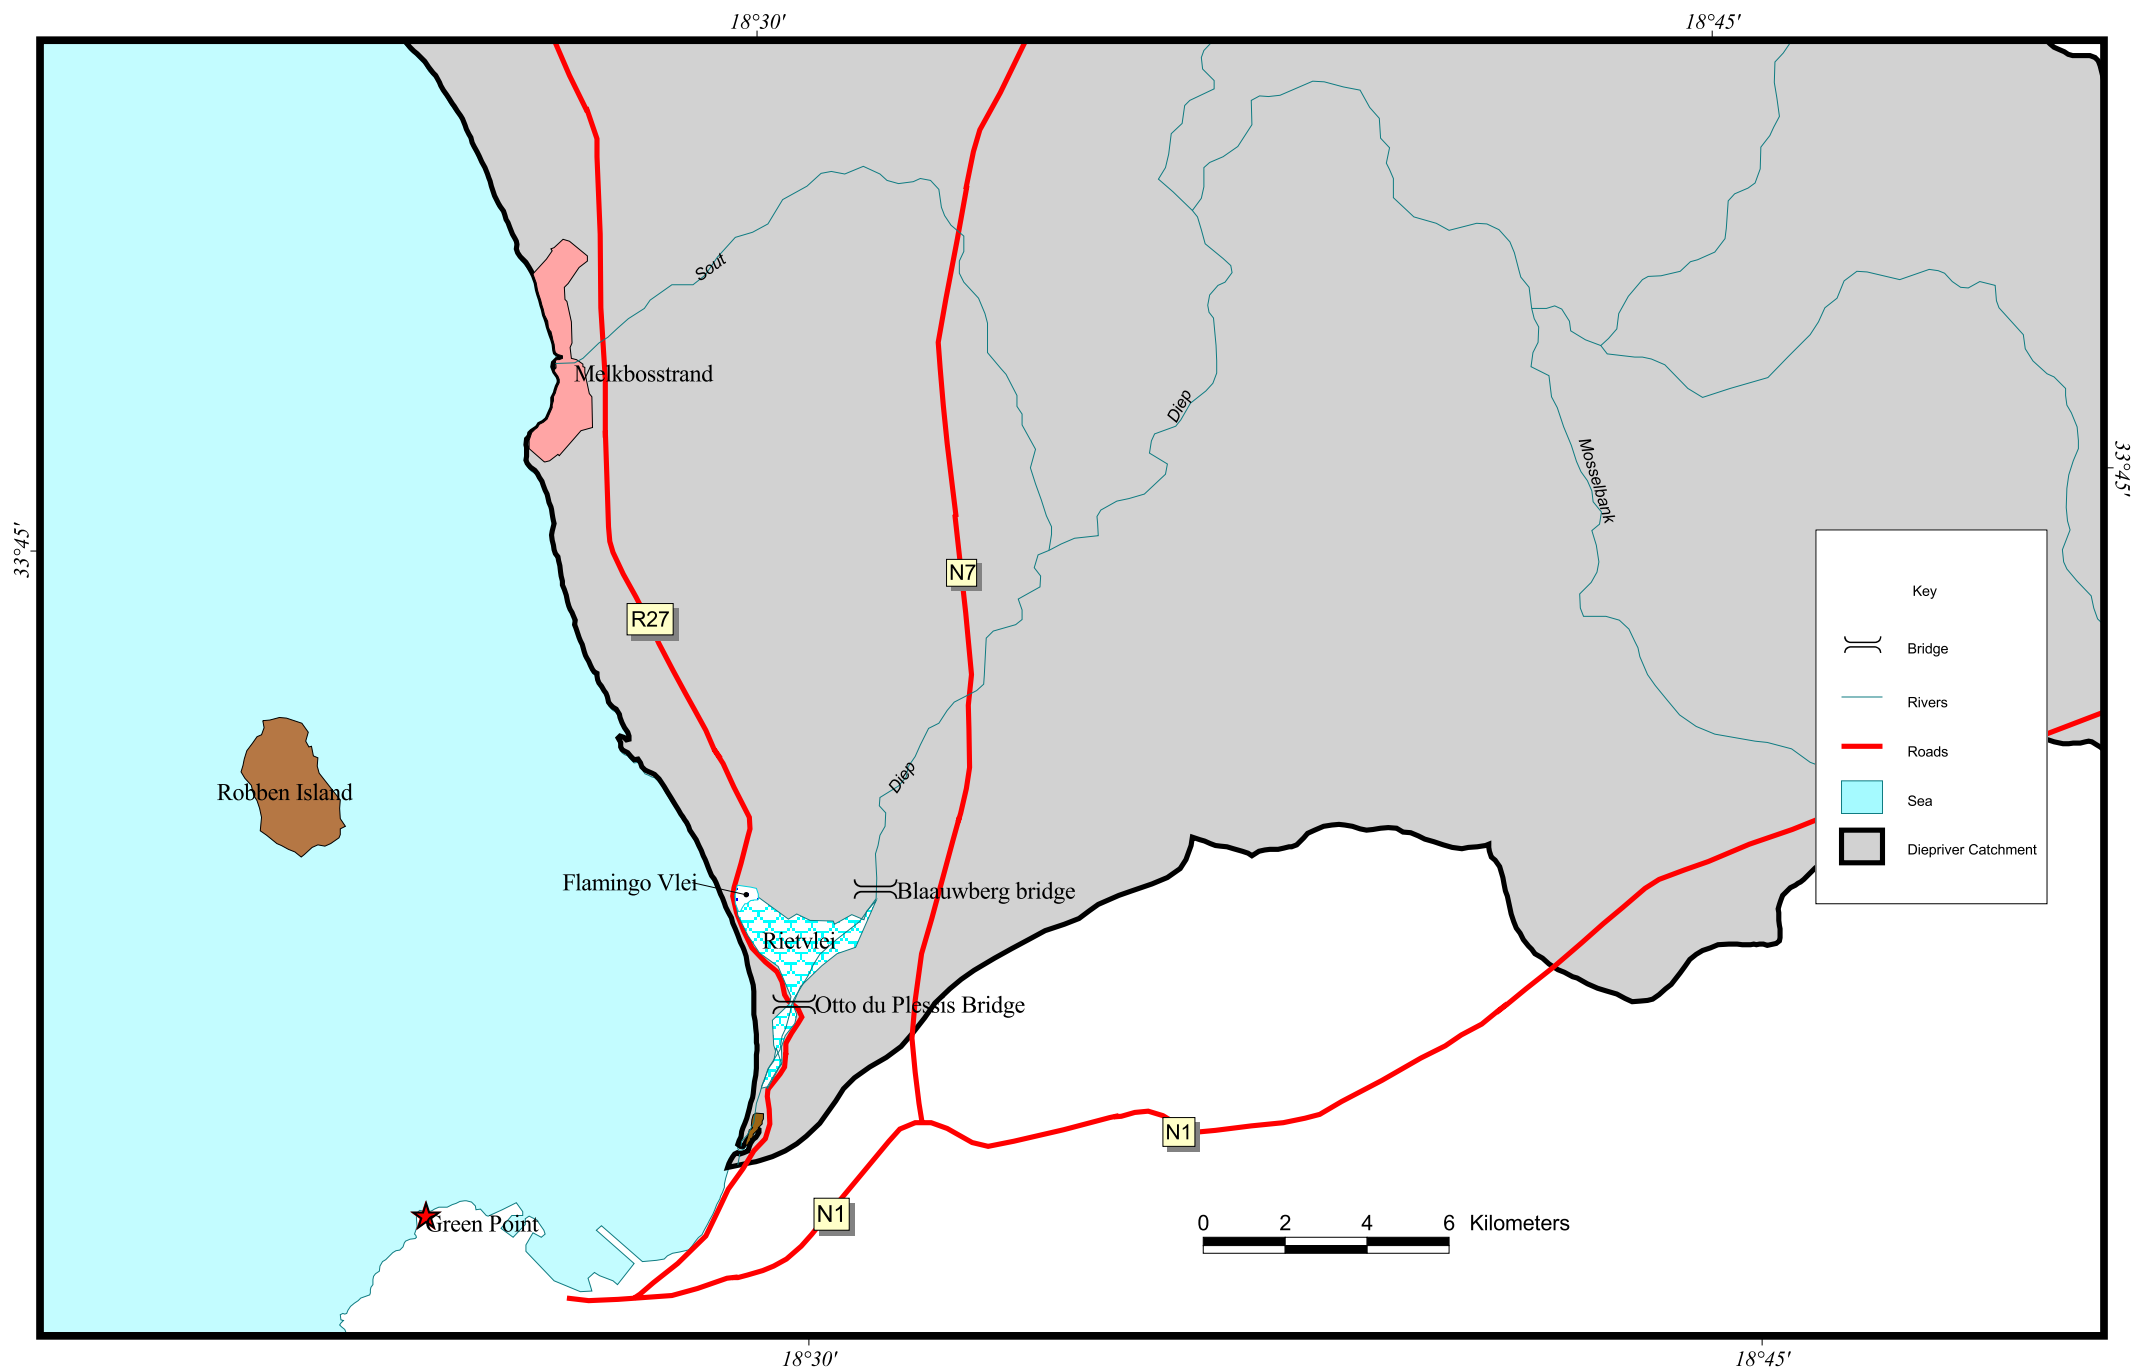 18°30'
18°45'
Sout
Melkbosstrand
Diep
Mosselbank
33°45'
33°45'
N7
R27
Key
Bridge
Rivers
Roads
Sea
Diepriver Catchment
Diep
Robben Island
Flamingo Vlei
Blaauwberg bridge
Rietvlei
Otto du Plessis Bridge
N1
N1
Green Point
0 2 4 6 Kilometers
18°30'
18°45'